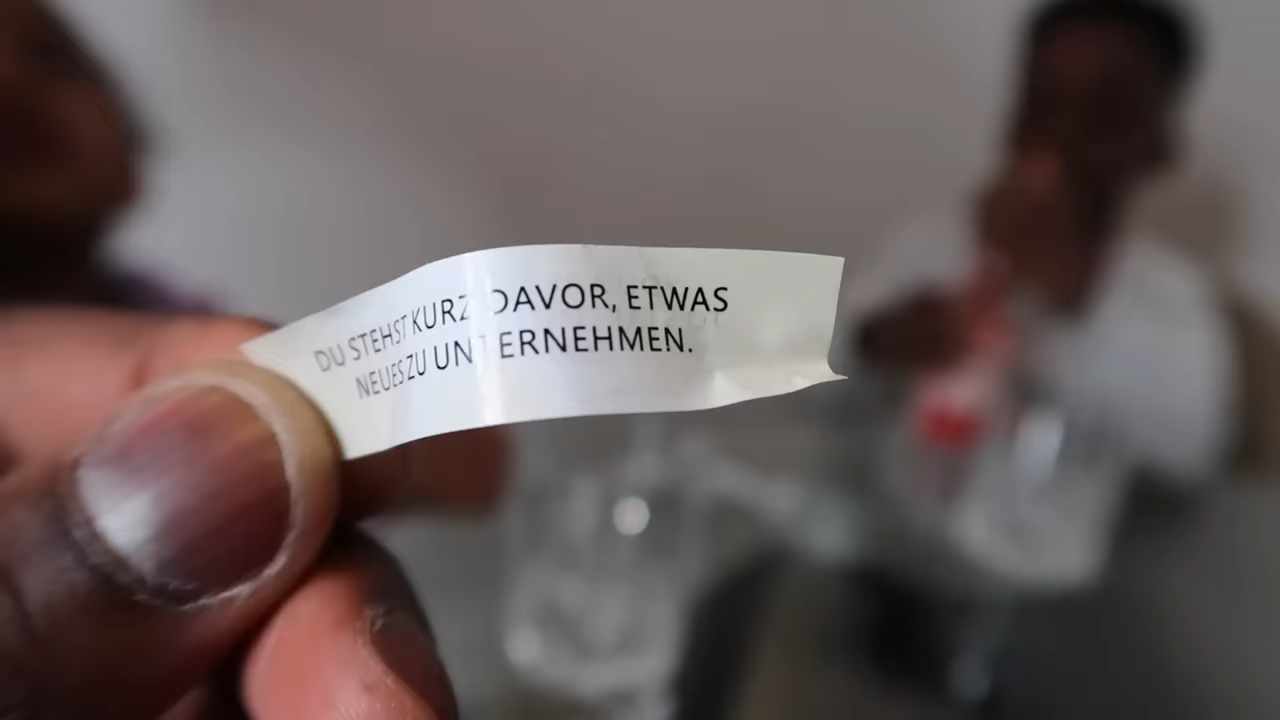 DU STEHST KURZ DAVOR, ETWAS
NEUES ZU UNTERNEHMEN.